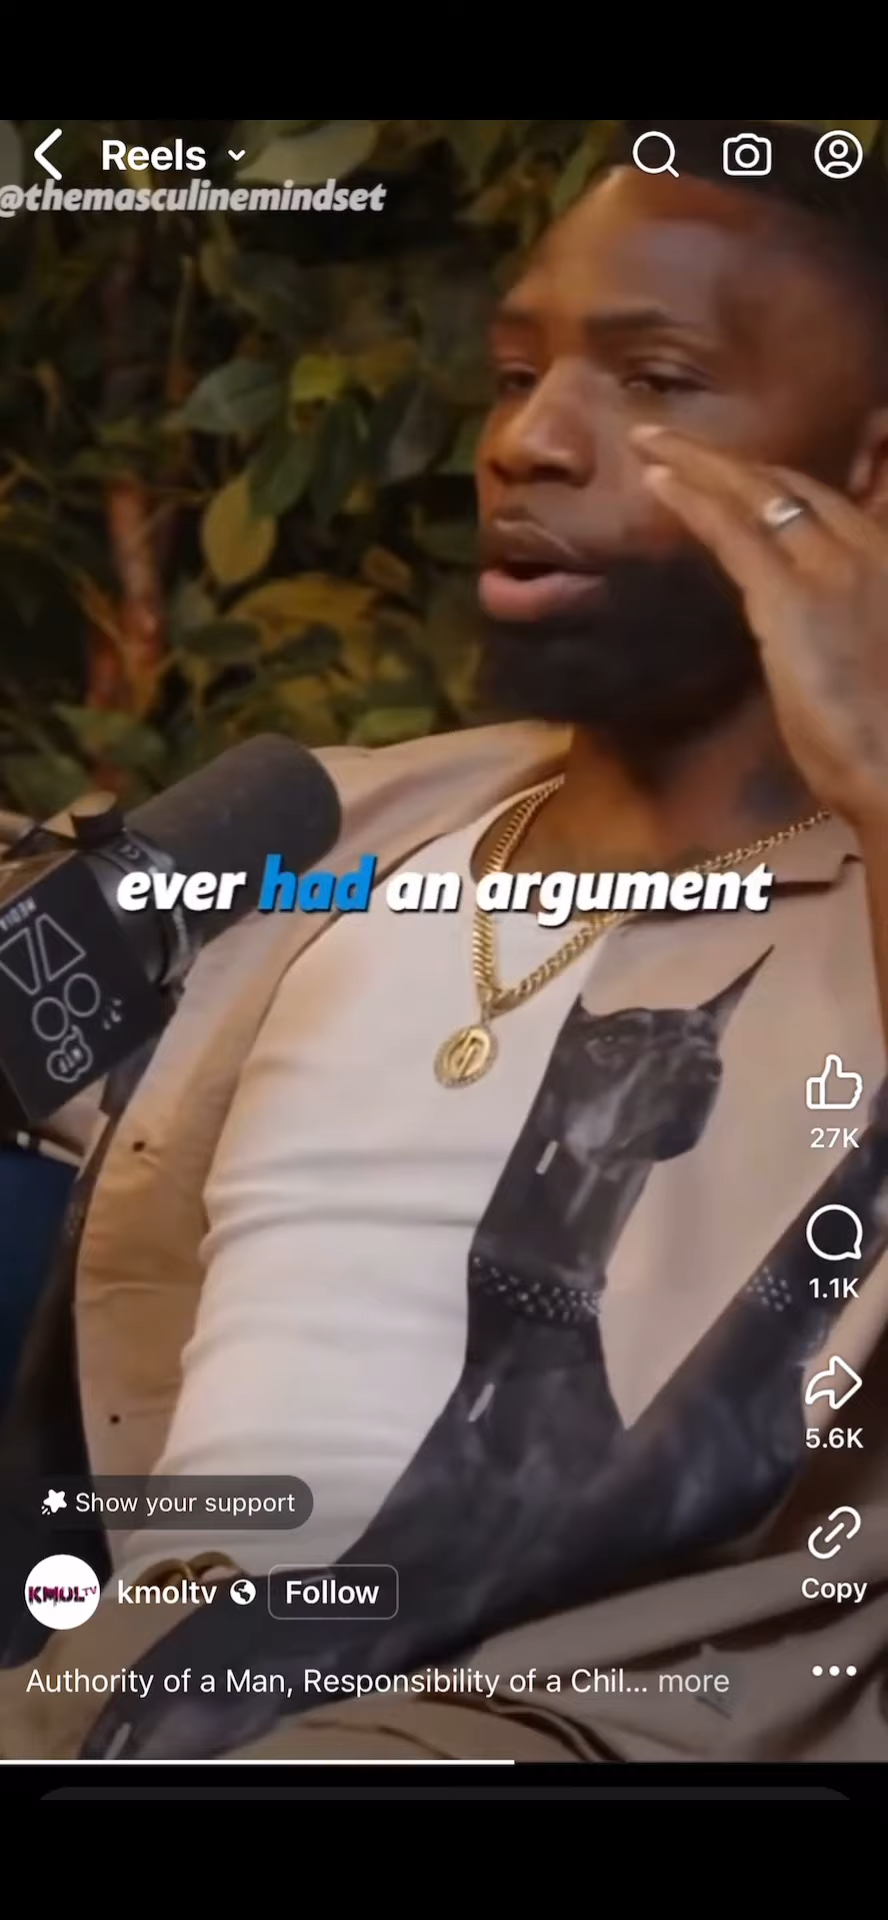 Reels
@themasculinemindset
ever had an argument
27K
1.1K
5.6K
Show your support
Copy
KMOLTV
kmoltv
Follow
Authority of a Man, Responsibility of a Chil... more